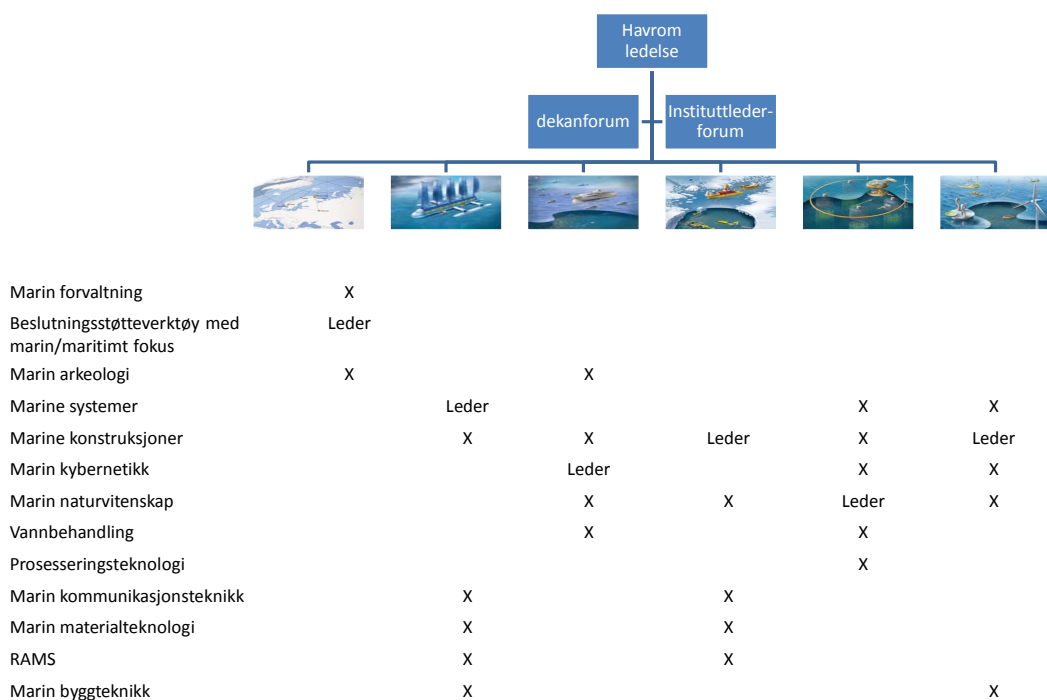 Havrom
ledelse
dekanforum
Instituttleder-
forum
Marin forvaltning X
Beslutningsstøtteverktøy med Leder
marin/maritimt fokus
Marin arkeologi X X
Marine systemer Leder X X
Marine konstruksjoner X X Leder X Leder
Marin kybernetikk Leder X X
Marin naturvitenskap X X Leder X
Vannbehandling X X
Prosesseringsteknologi X
Marin kommunikasjonsteknikk X X
Marin materialteknologi X X
RAMS X X
Marin byggteknikk X X